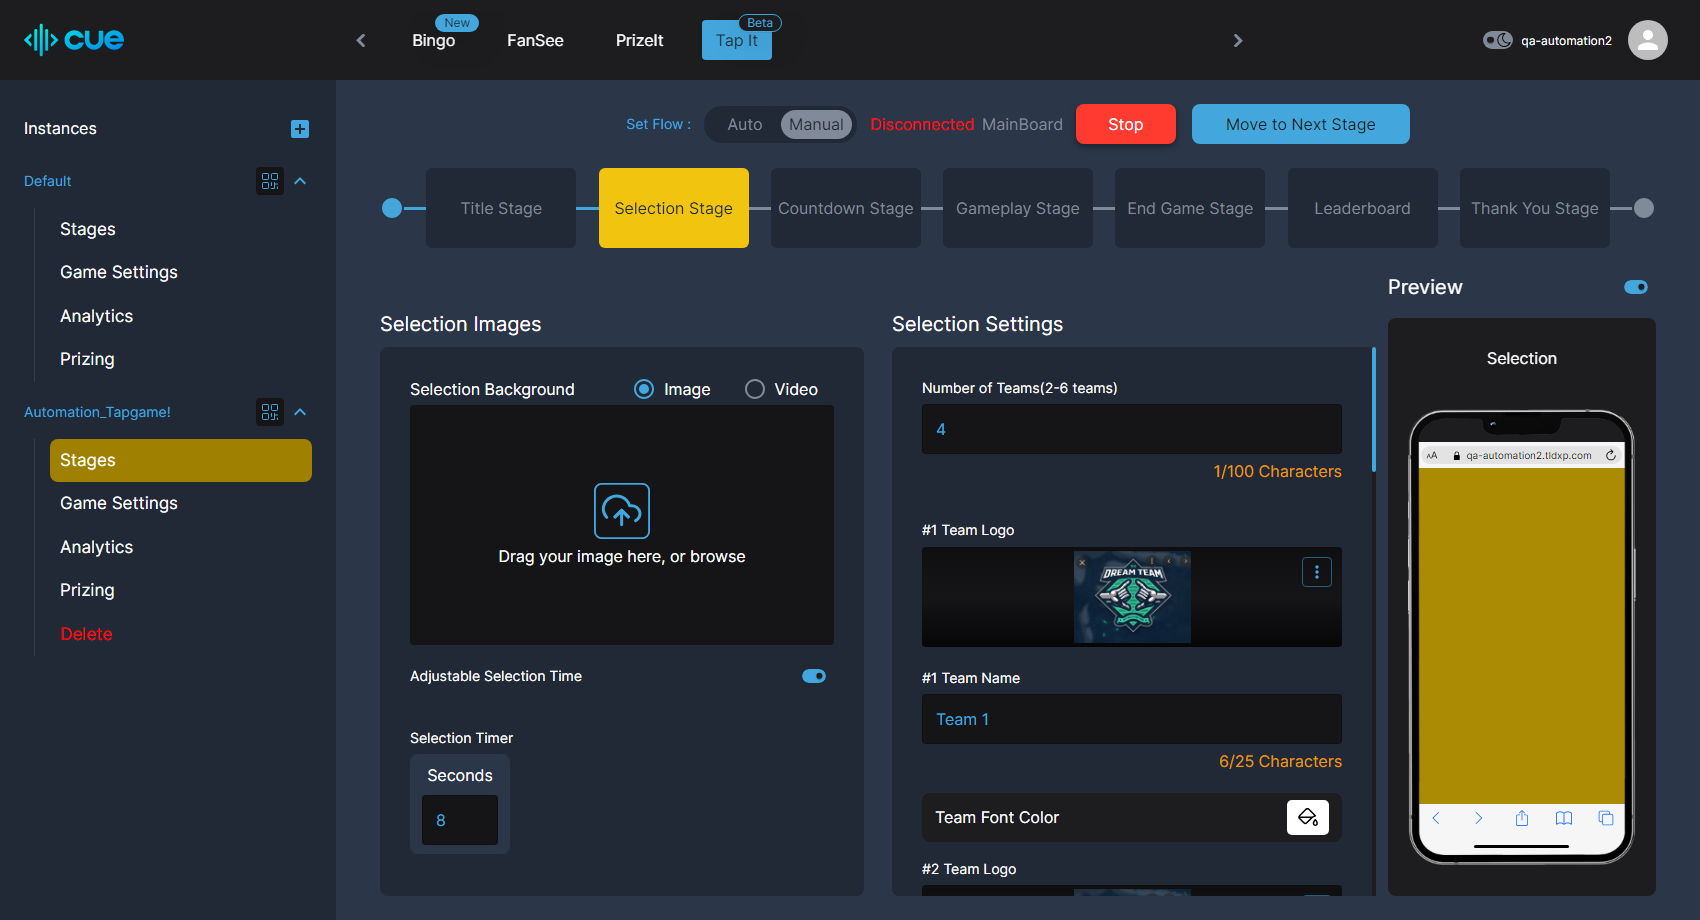 cue
New
Bingo
FanSee
PrizeIt
Beta
Tap It
qa-automation2
Instances
Default
Stages
Game Settings
Analytics
Prizing
Automation_Tapgame!
Stages
Game Settings
Analytics
Prizing
Delete
Set Flow :
Auto
Manual
Disconnected MainBoard
Stop
Move to Next Stage
Title Stage
Selection Stage
Countdown Stage
Gameplay Stage
End Game Stage
Leaderboard
Thank You Stage
Selection Images
Selection Background
Image
Video
Drag your image here, or browse
Adjustable Selection Time
Selection Timer
Seconds
8
Selection Settings
Number of Teams(2-6 teams)
4
1/100 Characters
#1 Team Logo
DREAM TEAM
#1 Team Name
Team 1
6/25 Characters
Team Font Color
#2 Team Logo
Preview
Selection
AA
qa-automation2.tldxp.com